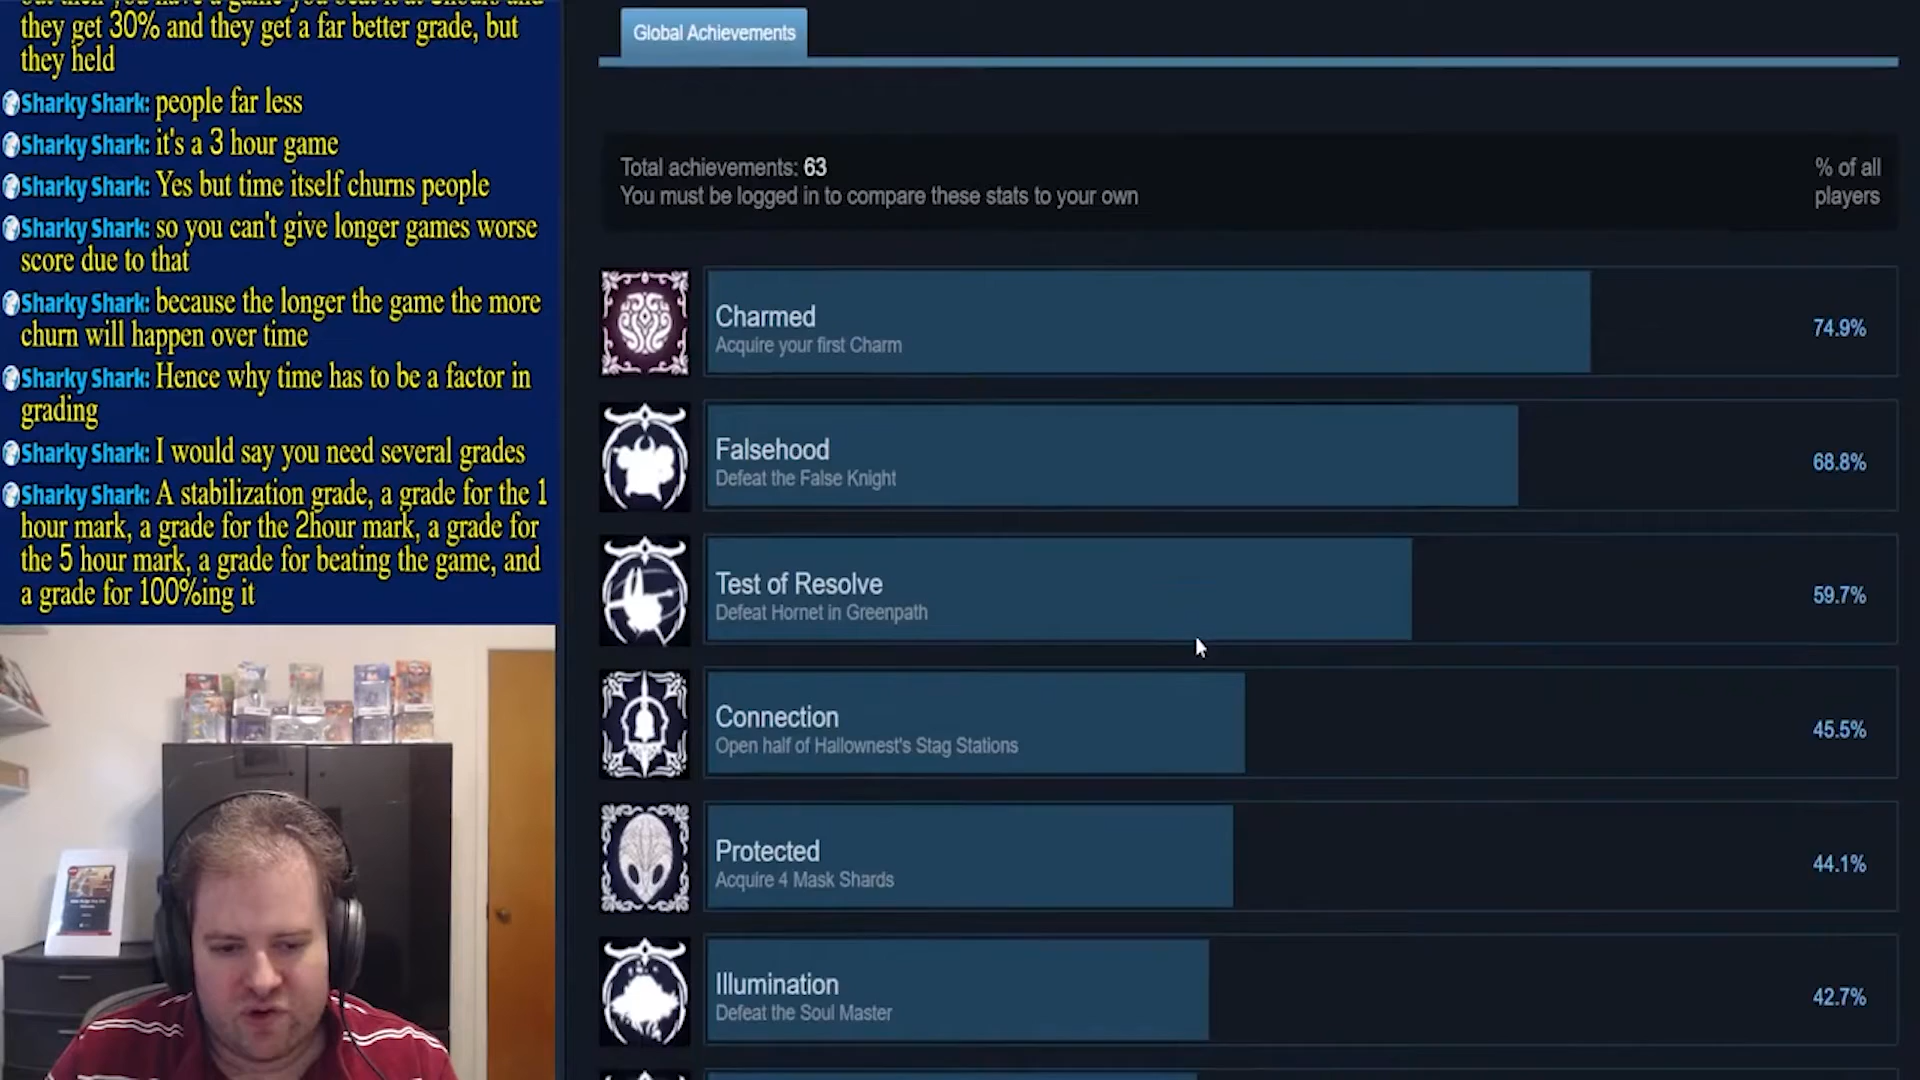 they get 30% and they get a far better grade, but
they held
Sharky Shark: people far less
Sharky Shark: it's a 3 hour game
Sharky Shark: Yes but time itself churns people
Sharky Shark: so you can't give longer games worse
score due to that
Sharky Shark: because the longer the game the more
churn will happen over time
Sharky Shark: Hence why time has to be a factor in
grading
Sharky Shark: I would say you need several grades
Sharky Shark: A stabilization grade, a grade for the 1
hour mark, a grade for the 2hour mark, a grade for
the 5 hour mark, a grade for beating the game, and
a grade for 100%ing it
Global Achievements
Total achievements: 63
You must be logged in to compare these stats to your own
% of all
players
Charmed
Acquire your first Charm
74.9%
Falsehood
Defeat the False Knight
68.8%
Test of Resolve
Defeat Hornet in Greenpath
59.7%
Connection
Open half of Hallownest's Stag Stations
45.5%
Protected
Acquire 4 Mask Shards
44.1%
Illumination
Defeat the Soul Master
42.7%